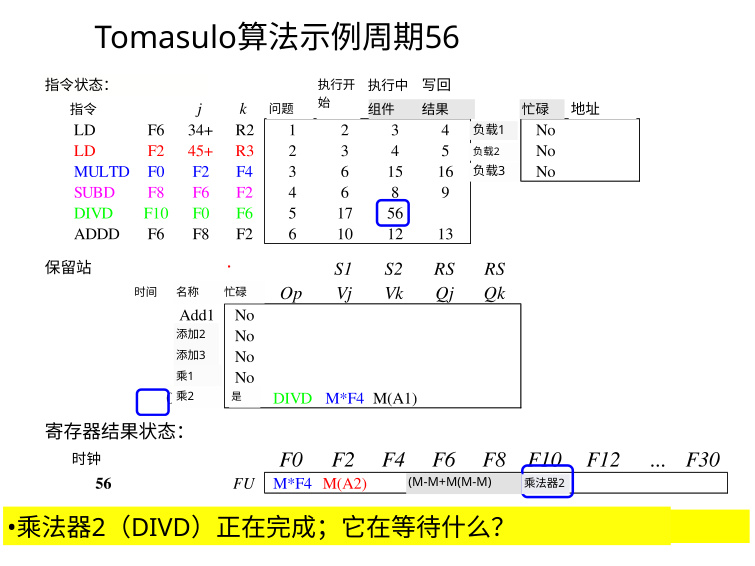 Tomasulo算法示例周期56
指令状态： 执行开始 执行中 写回
指令 j k 问题 组件 结果 忙碌 地址
LD F6 34+ R2 1 2 3 4 负载1 No
LD F2 45+ R3 2 3 4 5 负载2 No
MULTD F0 F2 F4 3 6 15 16 负载3 No
SUBD F8 F6 F2 4 6 8 9
DIVD F10 F0 F6 5 17 56
ADDD F6 F8 F2 6 10 12 13
保留站 S1 S2 RS RS
时间 名称 忙碌 Op Vj Vk Qj Qk
Add1 No
添加2 No
添加3 No
乘1 No
乘2 是 DIVD M*F4 M(A1)
寄存器结果状态：
时钟 F0 F2 F4 F6 F8 F10 F12 ... F30
56 FU M*F4 M(A2) (M-M+M(M-M) 乘法器2
•乘法器2（DIVD）正在完成；它在等待什么？